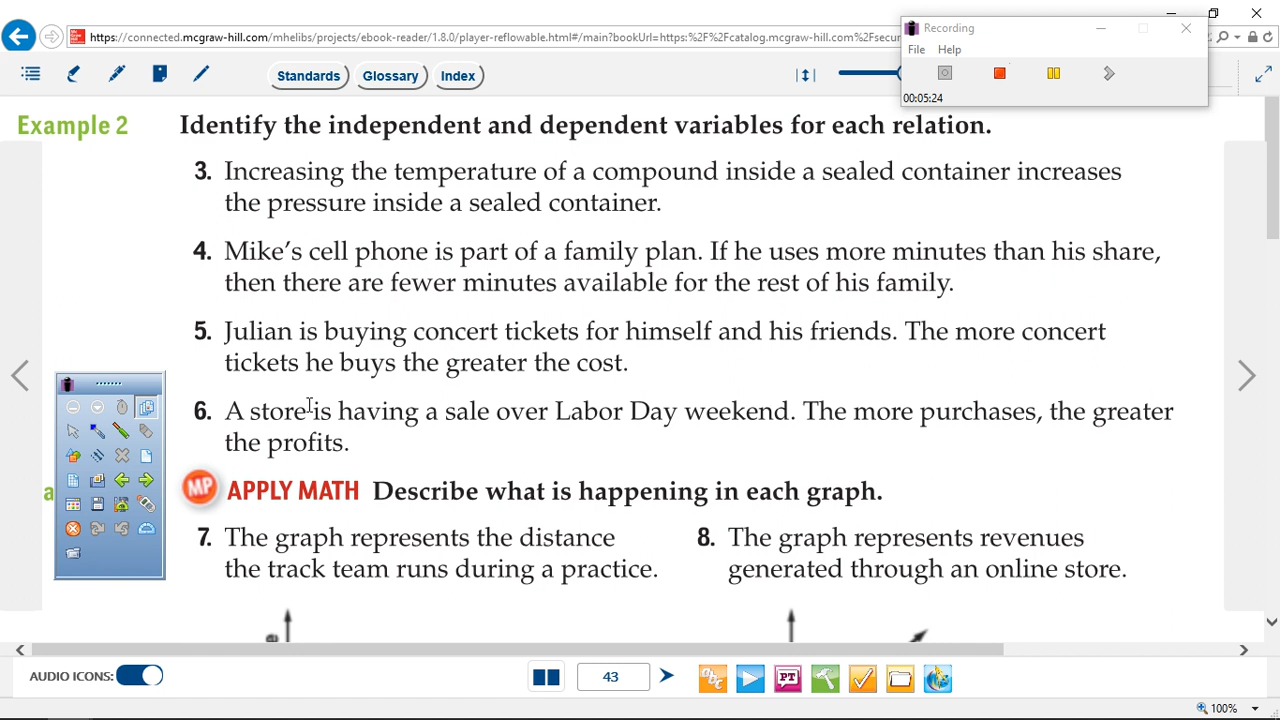 https://connected.mcgraw-hill.com/mhelibs/projects/ebook-reader/1.8.0/player-reflowable.html#/main?bookUrl=https:%2F%2Fcatalog.mcgraw-hill.com%2Fsecur
Recording
File Help
00:05:24
Standards Glossary Index
Example 2 Identify the independent and dependent variables for each relation.
3. Increasing the temperature of a compound inside a sealed container increases
the pressure inside a sealed container.
4. Mike's cell phone is part of a family plan. If he uses more minutes than his share,
then there are fewer minutes available for the rest of his family.
5. Julian is buying concert tickets for himself and his friends. The more concert
tickets he buys the greater the cost.
6. A store is having a sale over Labor Day weekend. The more purchases, the greater
the profits.
MP APPLY MATH Describe what is happening in each graph.
7. The graph represents the distance
the track team runs during a practice.
8. The graph represents revenues
generated through an online store.
AUDIO ICONS: 43 abc PT
100%